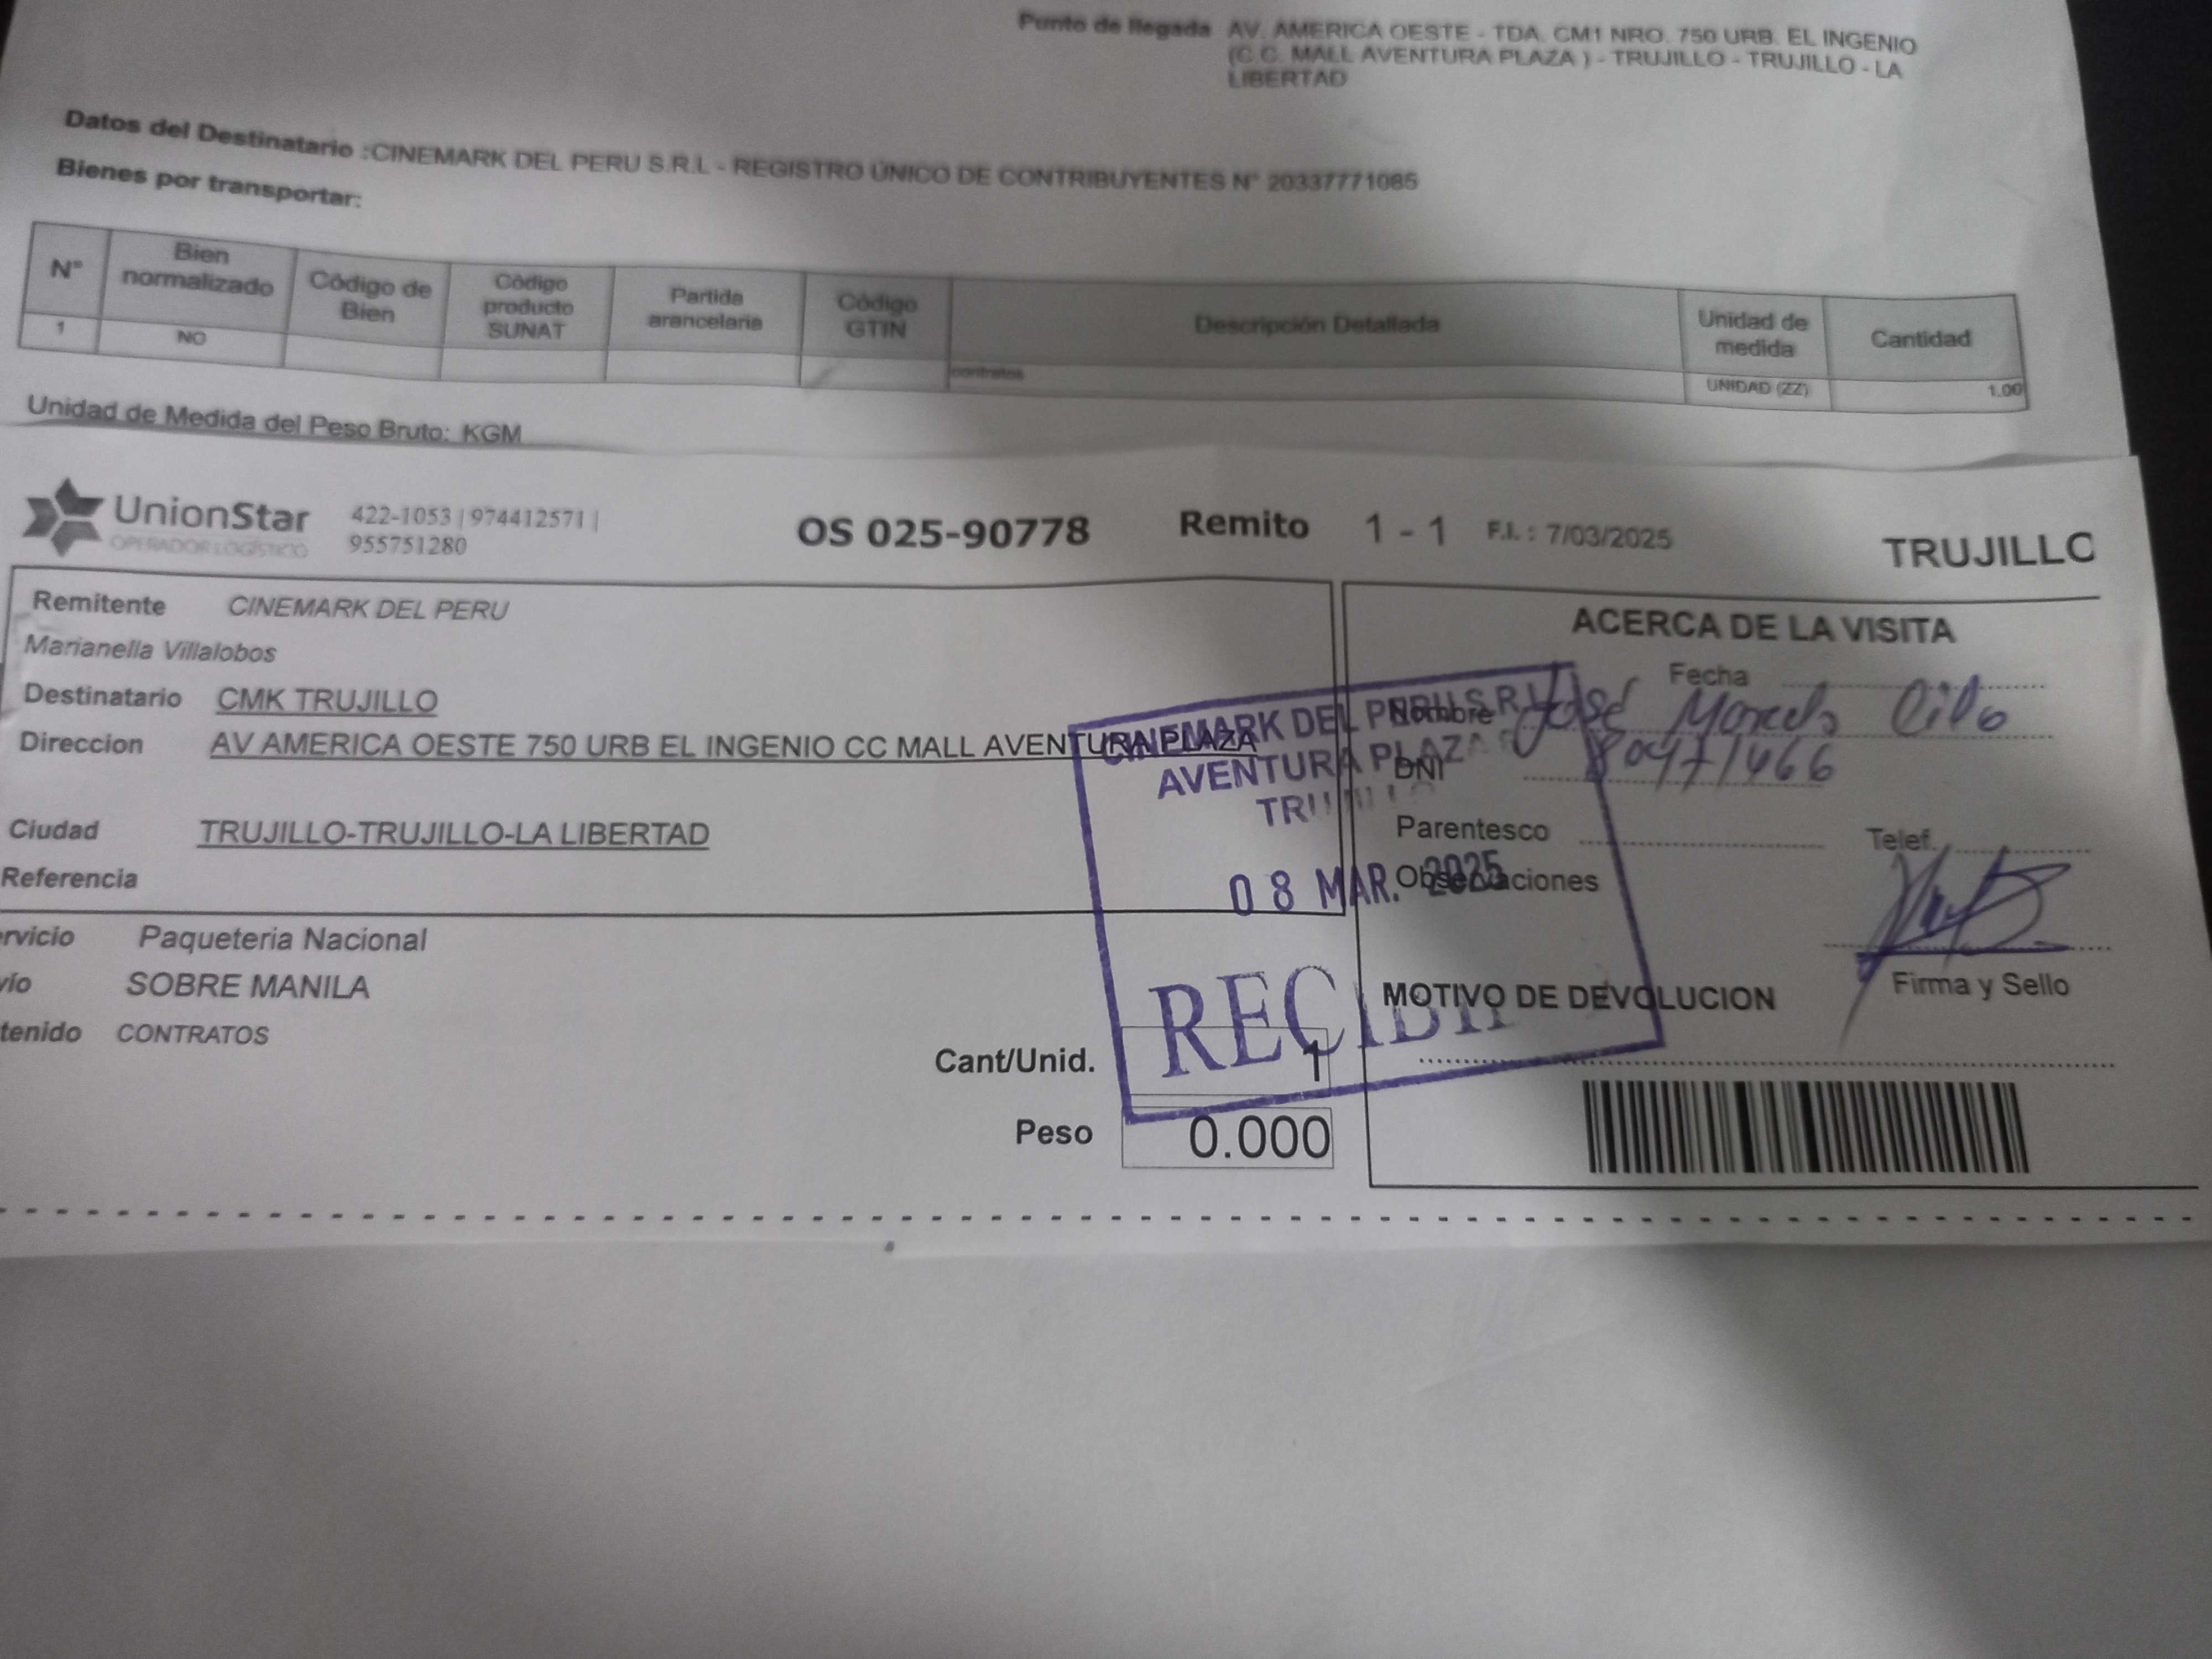 Punto de llegada AV. AMERICA OESTE - TDA. CM1 NRO. 750 URB. EL INGENIO
(C.C. MALL AVENTURA PLAZA ) - TRUJILLO - TRUJILLO - LA
LIBERTAD
Datos del Destinatario :CINEMARK DEL PERU S.R.L - REGISTRO ÚNICO DE CONTRIBUYENTES N° 20337771085
Bienes por transportar:
N° Bien normalizado Código de Bien Código producto SUNAT Partida arancelaria Código GTIN Descripción Detallada Unidad de medida Cantidad
1 NO contratos UNIDAD (ZZ) 1.00
Unidad de Medida del Peso Bruto: KGM
UnionStar
OPERADOR LOGÍSTICO
422-1053 | 974412571 |
955751280
OS 025-90778 Remito 1 - 1 F.I. : 7/03/2025 TRUJILLO
Remitente CINEMARK DEL PERU
Marianella Villalobos
Destinatario CMK TRUJILLO
Direccion AV AMERICA OESTE 750 URB EL INGENIO CC MALL AVENTURA PLAZA
Ciudad TRUJILLO-TRUJILLO-LA LIBERTAD
Referencia
rvicio Paqueteria Nacional
vío SOBRE MANILA
tenido CONTRATOS
Cant/Unid. 1
Peso 0.000
CINEMARK DEL PERU S.R.L
AVENTURA PLAZA
TRUJILLO
08 MAR. 2025
RECIBI
ACERCA DE LA VISITA
Fecha
Nombre José
DNI
Parentesco Telef.
Observaciones
Firma y Sello
MOTIVO DE DEVOLUCION